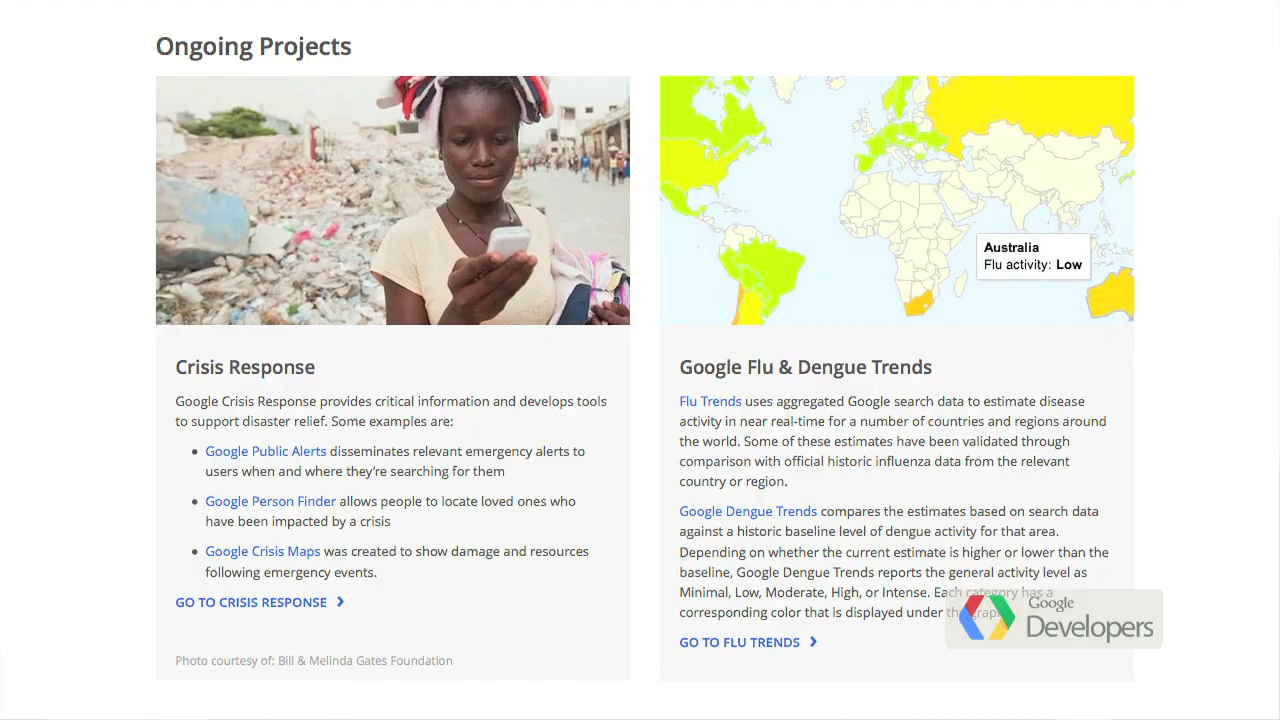 Ongoing Projects
Australia
Flu activity: Low
Crisis Response
Google Crisis Response provides critical information and develops tools
to support disaster relief. Some examples are:
Google Public Alerts disseminates relevant emergency alerts to
users when and where they're searching for them
Google Person Finder allows people to locate loved ones who
have been impacted by a crisis
Google Crisis Maps was created to show damage and resources
following emergency events.
GO TO CRISIS RESPONSE
Photo courtesy of: Bill & Melinda Gates Foundation
Google Flu & Dengue Trends
Flu Trends uses aggregated Google search data to estimate disease
activity in near real-time for a number of countries and regions around
the world. Some of these estimates have been validated through
comparison with official historic influenza data from the relevant
country or region.
Google Dengue Trends compares the estimates based on search data
against a historic baseline level of dengue activity for that area.
Depending on whether the current estimate is higher or lower than the
baseline, Google Dengue Trends reports the general activity level as
Minimal, Low, Moderate, High, or Intense. Each category has a
corresponding color that is displayed under the graph
GO TO FLU TRENDS
Google
Developers